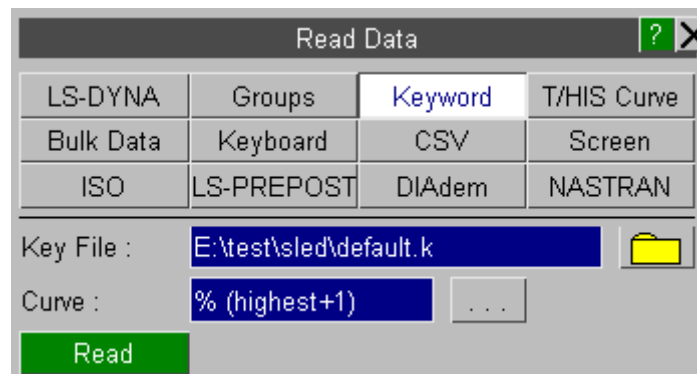 Read Data ? X
LS-DYNA Groups Keyword T/HIS Curve
Bulk Data Keyboard CSV Screen
ISO LS-PREPOST DIAdem NASTRAN
Key File : E:\test\sled\default.k
Curve : % (highest+1) . . .
Read